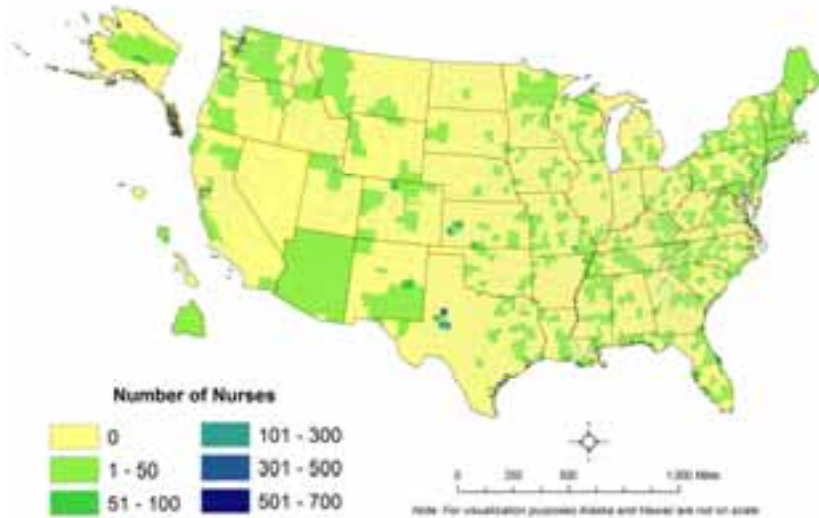 Number of Nurses
0
1 - 50
51 - 100
101 - 300
301 - 500
501 - 700
0 250 500 1,000 Miles
Note: For visualization purposes Alaska and Hawaii are not on scale